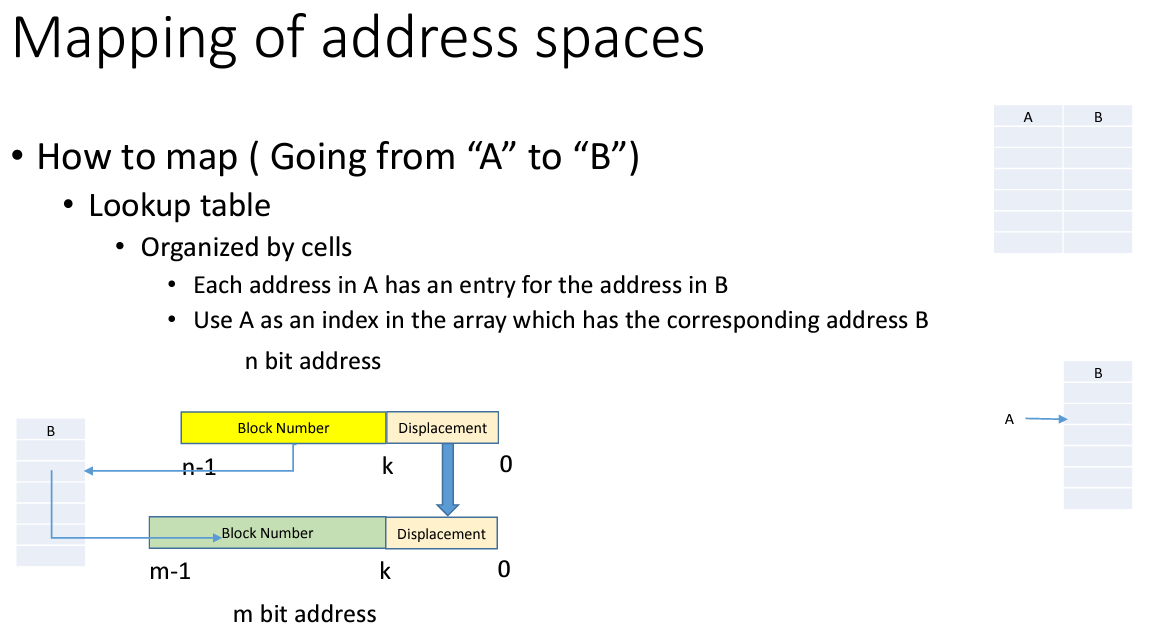 Mapping of address spaces
A B
• How to map ( Going from “A” to “B”)
• Lookup table
• Organized by cells
• Each address in A has an entry for the address in B
• Use A as an index in the array which has the corresponding address B
n bit address
B
A
B
Block Number Displacement
n-1 k 0
Block Number Displacement
m-1 k 0
m bit address